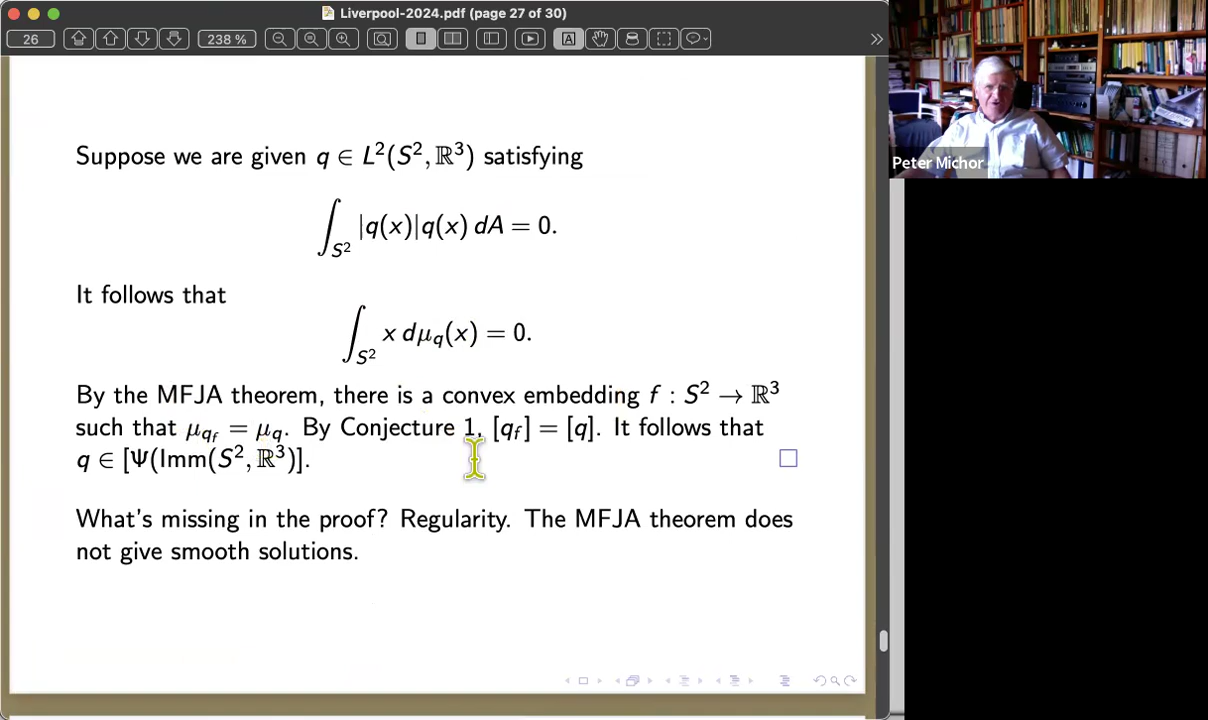 Liverpool-2024.pdf (page 27 of 30)
26
238 %
Suppose we are given q ∈ L²(S², ℝ³) satisfying
∫_{S²} |q(x)|q(x) dA = 0.
It follows that
∫_{S²} x dμ_q(x) = 0.
By the MFJA theorem, there is a convex embedding f : S² → ℝ³
such that μ_{q_f} = μ_q. By Conjecture 1, [q_f] = [q]. It follows that
q ∈ [Ψ(Imm(S², ℝ³)].
What's missing in the proof? Regularity. The MFJA theorem does
not give smooth solutions.
Peter Michor